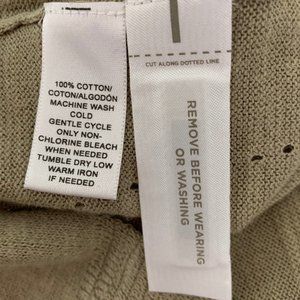 100% COTTON/
COTON/ALGODÓN
MACHINE WASH
COLD
GENTLE CYCLE
ONLY NON-
CHLORINE BLEACH
WHEN NEEDED
TUMBLE DRY LOW
WARM IRON
IF NEEDED
CUT ALONG DOTTED LINE
REMOVE BEFORE WEARING
OR WASHING